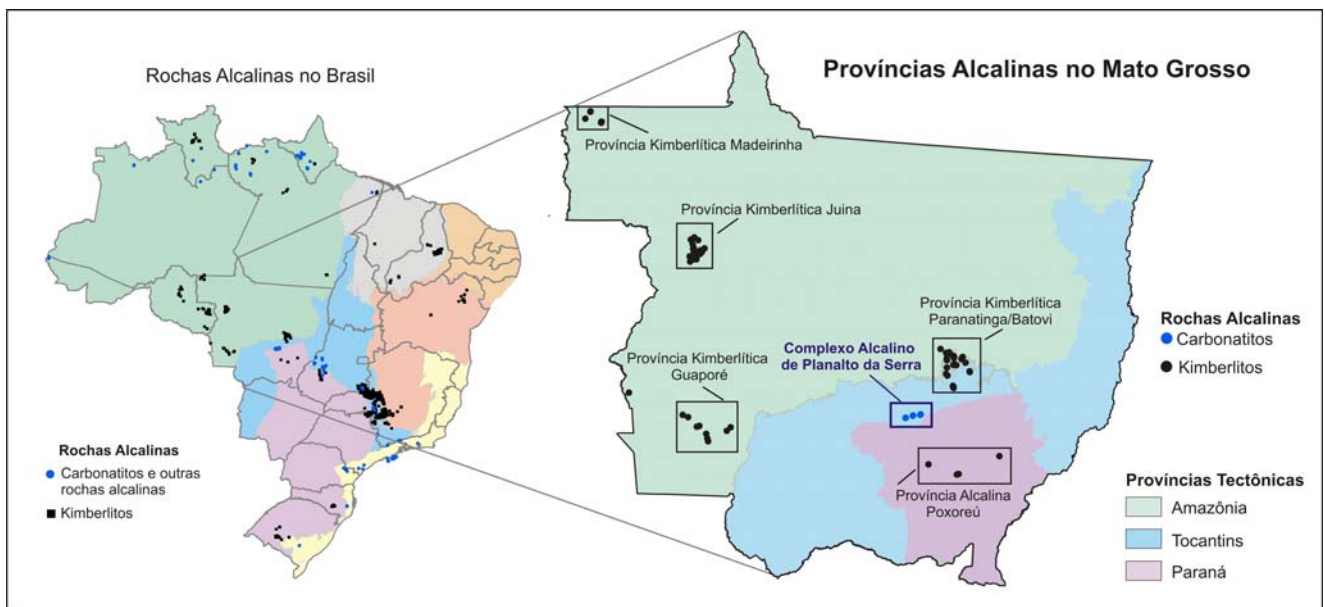 Rochas Alcalinas no Brasil
Rochas Alcalinas
Carbonatitos e outras
rochas alcalinas
Kimberlitos
Províncias Alcalinas no Mato Grosso
Província Kimberlítica Madeirinha
Província Kimberlítica Juina
Província Kimberlítica
Paranatinga/Batovi
Complexo Alcalino
de Planalto da Serra
Província Kimberlítica
Guaporé
Província Alcalina
Poxoreú
Rochas Alcalinas
Carbonatitos
Kimberlitos
Províncias Tectônicas
Amazônia
Tocantins
Paraná